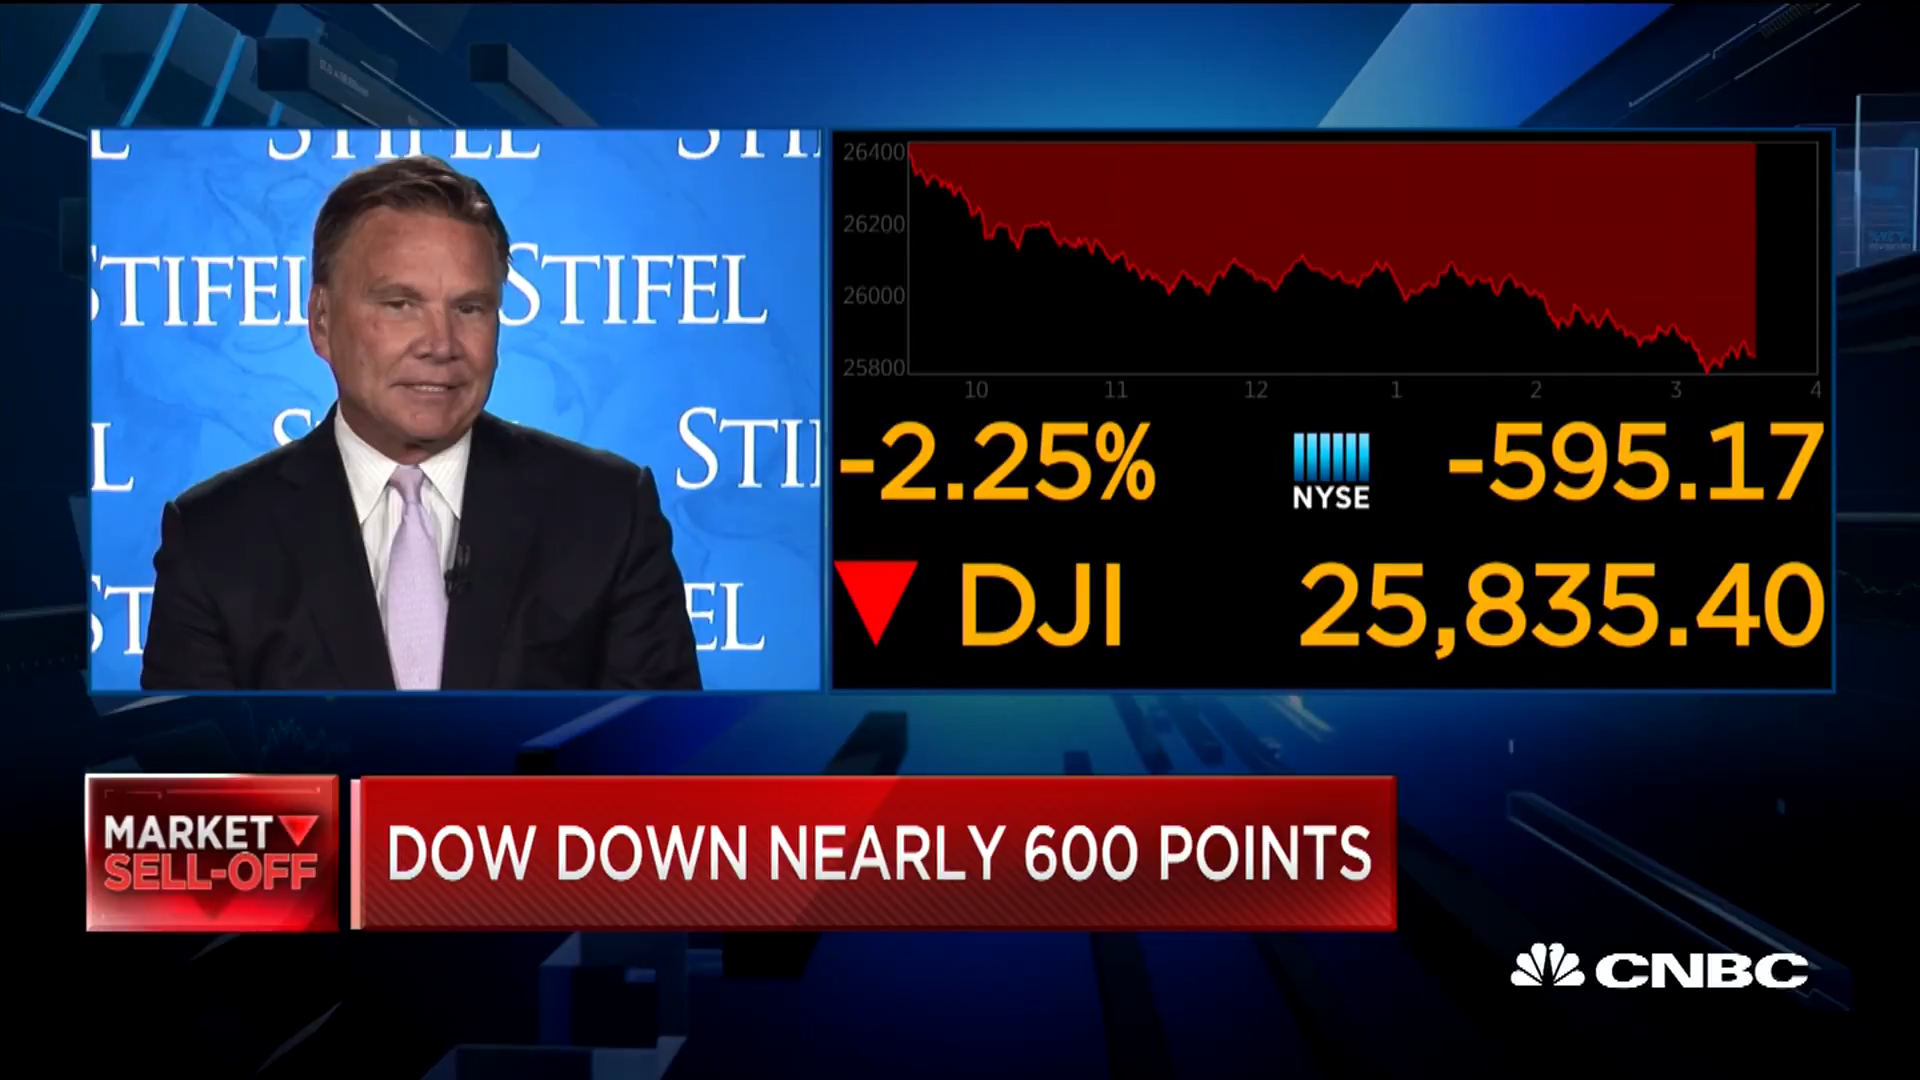 STIFEL
STIFEL
STIFEL
26400
26200
26000
25800
10 11 12 1 2 3 4
-2.25% NYSE -595.17
DJI 25,835.40
MARKET
SELL-OFF
DOW DOWN NEARLY 600 POINTS
CNBC